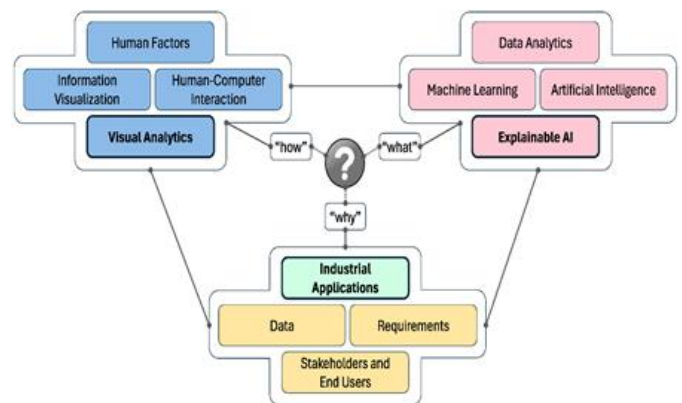 Human Factors
Information
Visualization
Human-Computer
Interaction
Visual Analytics
Data Analytics
Machine Learning
Artificial Intelligence
Explainable AI
"how"
?
"what"
"why"
Industrial
Applications
Data
Requirements
Stakeholders and
End Users